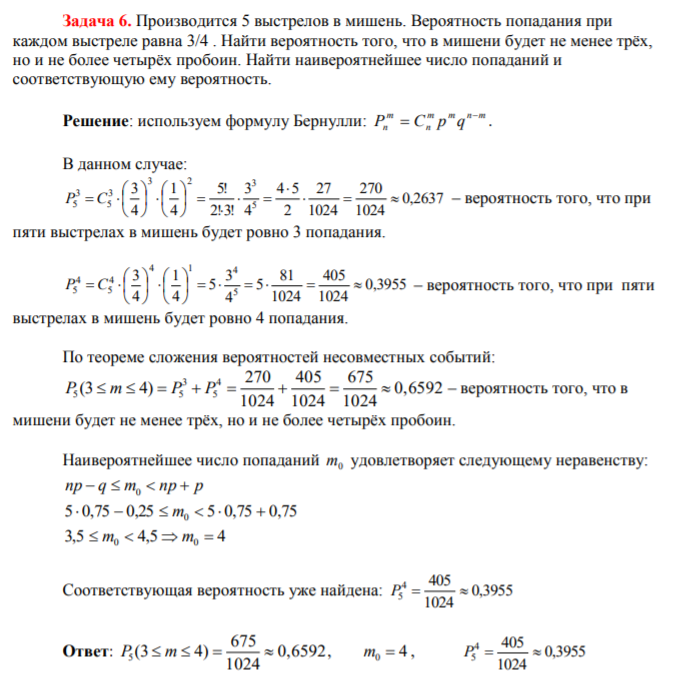 Задача 6. Производится 5 выстрелов в мишень. Вероятность попадания при
каждом выстреле равна 3/4 . Найти вероятность того, что в мишени будет не менее трёх,
но и не более четырёх пробоин. Найти наивероятнейшее число попаданий и
соответствующую ему вероятность.
Решение: используем формулу Бернулли: $P_n^m = C_n^m p^m q^{n-m}$.
В данном случае:
$P_5^3 = C_5^3 \cdot \left(\frac{3}{4}\right)^3 \cdot \left(\frac{1}{4}\right)^2 = \frac{5!}{2! \cdot 3!} \cdot \frac{3^3}{4^5} = \frac{4 \cdot 5}{2} \cdot \frac{27}{1024} = \frac{270}{1024} \approx 0,2637$ – вероятность того, что при
пяти выстрелах в мишень будет ровно 3 попадания.
$P_5^4 = C_5^4 \cdot \left(\frac{3}{4}\right)^4 \cdot \left(\frac{1}{4}\right)^1 = 5 \cdot \frac{3^4}{4^5} = 5 \cdot \frac{81}{1024} = \frac{405}{1024} \approx 0,3955$ – вероятность того, что при пяти
выстрелах в мишень будет ровно 4 попадания.
По теореме сложения вероятностей несовместных событий:
$P_5(3 \le m \le 4) = P_5^3 + P_5^4 = \frac{270}{1024} + \frac{405}{1024} = \frac{675}{1024} \approx 0,6592$ – вероятность того, что в
мишени будет не менее трёх, но и не более четырёх пробоин.
Наивероятнейшее число попаданий $m_0$ удовлетворяет следующему неравенству:
$np - q \le m_0 < np + p$
$5 \cdot 0,75 - 0,25 \le m_0 < 5 \cdot 0,75 + 0,75$
$3,5 \le m_0 < 4,5 \Rightarrow m_0 = 4$
Соответствующая вероятность уже найдена: $P_5^4 = \frac{405}{1024} \approx 0,3955$
Ответ: $P_5(3 \le m \le 4) = \frac{675}{1024} \approx 0,6592$, $m_0 = 4$ , $P_5^4 = \frac{405}{1024} \approx 0,3955$